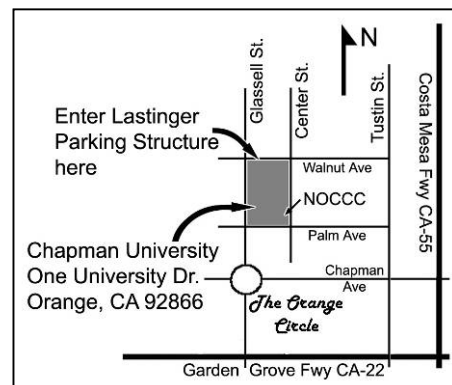 N
Glassell St.
Center St.
Tustin St.
Costa Mesa Fwy CA-55
Enter Lastinger
Parking Structure
here
Walnut Ave
NOCCC
Palm Ave
Chapman University
One University Dr.
Orange, CA 92866
Chapman
Ave
The Orange
Circle
Garden Grove Fwy CA-22